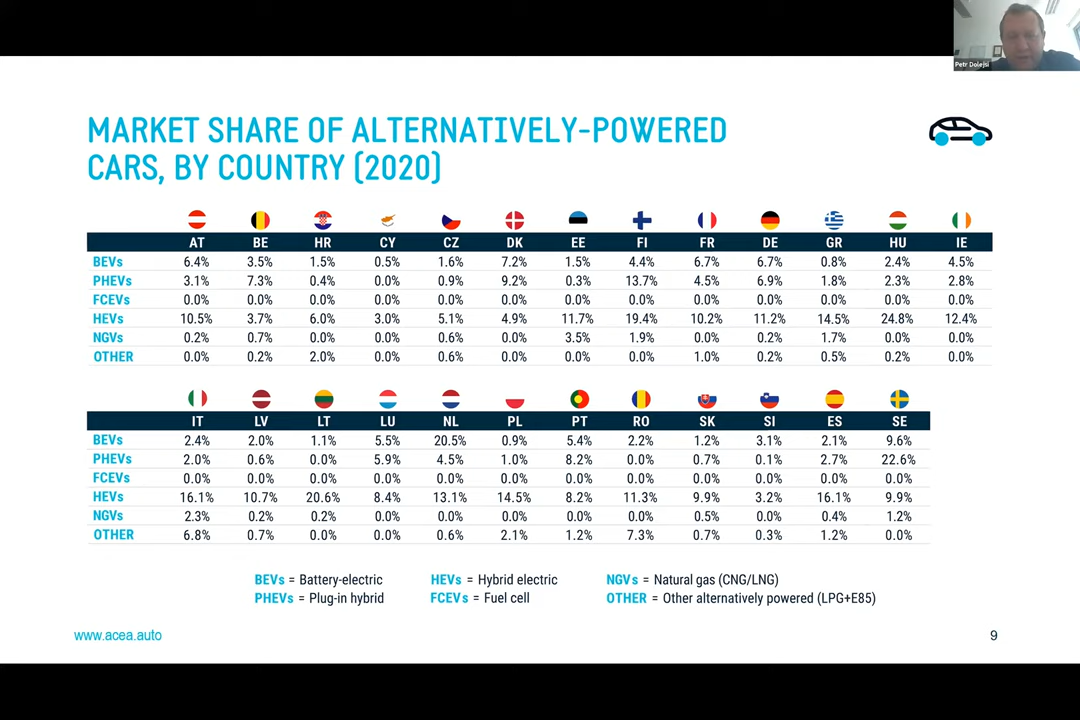 Petr Dolejsi
MARKET SHARE OF ALTERNATIVELY-POWERED
CARS, BY COUNTRY (2020)
AT BE HR CY CZ DK EE FI FR DE GR HU IE
BEVs 6.4% 3.5% 1.5% 0.5% 1.6% 7.2% 1.5% 4.4% 6.7% 6.7% 0.8% 2.4% 4.5%
PHEVs 3.1% 7.3% 0.4% 0.0% 0.9% 9.2% 0.3% 13.7% 4.5% 6.9% 1.8% 2.3% 2.8%
FCEVs 0.0% 0.0% 0.0% 0.0% 0.0% 0.0% 0.0% 0.0% 0.0% 0.0% 0.0% 0.0% 0.0%
HEVs 10.5% 3.7% 6.0% 3.0% 5.1% 4.9% 11.7% 19.4% 10.2% 11.2% 14.5% 24.8% 12.4%
NGVs 0.2% 0.7% 0.0% 0.0% 0.6% 0.0% 3.5% 1.9% 0.0% 0.2% 1.7% 0.0% 0.0%
OTHER 0.0% 0.2% 2.0% 0.0% 0.6% 0.0% 0.0% 0.0% 1.0% 0.2% 0.5% 0.2% 0.0%
IT LV LT LU NL PL PT RO SK SI ES SE
BEVs 2.4% 2.0% 1.1% 5.5% 20.5% 0.9% 5.4% 2.2% 1.2% 3.1% 2.1% 9.6%
PHEVs 2.0% 0.6% 0.0% 5.9% 4.5% 1.0% 8.2% 0.0% 0.7% 0.1% 2.7% 22.6%
FCEVs 0.0% 0.0% 0.0% 0.0% 0.0% 0.0% 0.0% 0.0% 0.0% 0.0% 0.0% 0.0%
HEVs 16.1% 10.7% 20.6% 8.4% 13.1% 14.5% 8.2% 11.3% 9.9% 3.2% 16.1% 9.9%
NGVs 2.3% 0.2% 0.2% 0.0% 0.0% 0.0% 0.0% 0.0% 0.5% 0.0% 0.4% 1.2%
OTHER 6.8% 0.7% 0.0% 0.0% 0.6% 2.1% 1.2% 7.3% 0.7% 0.3% 1.2% 0.0%
BEVs = Battery-electric HEVs = Hybrid electric NGVs = Natural gas (CNG/LNG)
PHEVs = Plug-in hybrid FCEVs = Fuel cell OTHER = Other alternatively powered (LPG+E85)
www.acea.auto 9